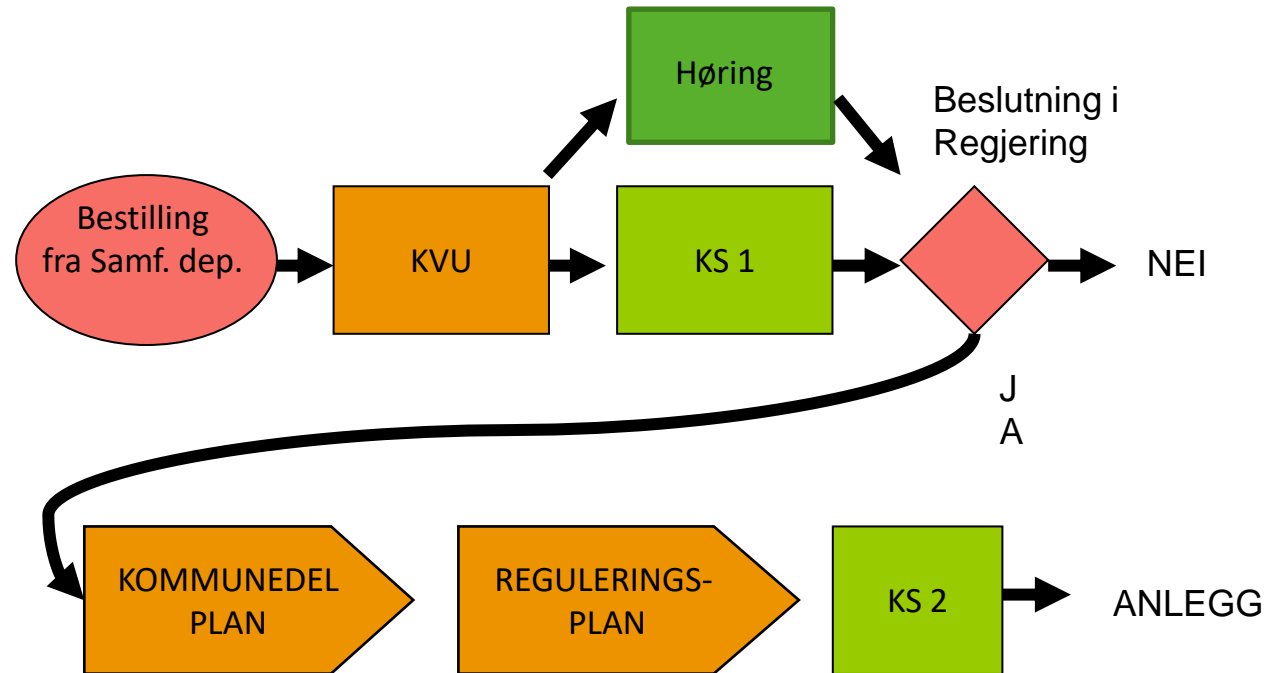 Høring
Beslutning i
Regjering
Bestilling
fra Samf. dep.
KVU
KS 1
NEI
J
A
KOMMUNEDEL
PLAN
REGULERINGS-
PLAN
KS 2
ANLEGG